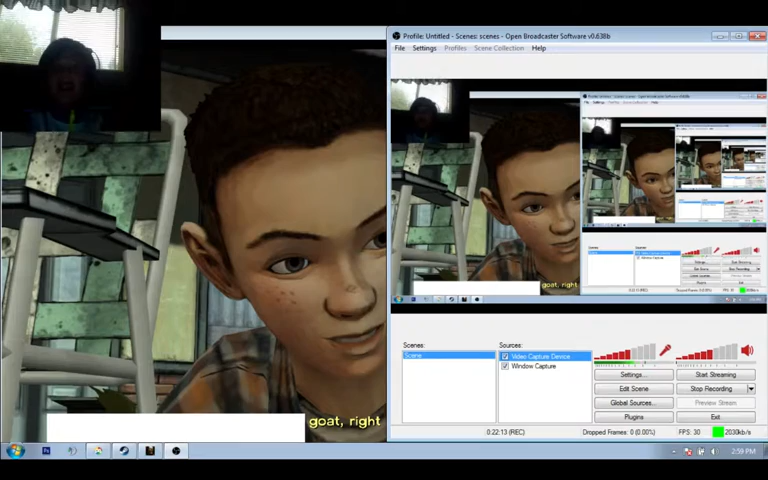 Profile: Untitled - Scenes: scenes - Open Broadcaster Software v0.638b
File Settings Profiles Scene Collection Help
goat, right
goat, right
Scenes:
Scene
Sources:
Video Capture Device
Window Capture
Settings...
Start Streaming
Edit Scene
Stop Recording
Global Sources...
Preview Stream
Plugins
Exit
0:22:13 (REC)
Dropped Frames: 0 (0.00%)
FPS: 30
2030kb/s
2:59 PM